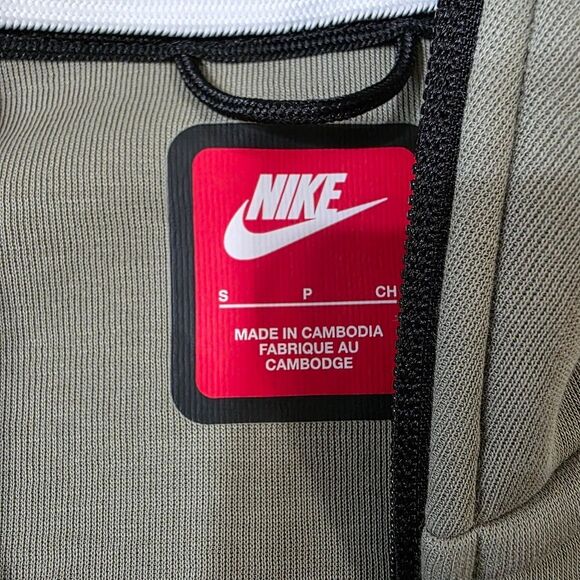 NIKE
S P CH
MADE IN CAMBODIA
FABRIQUE AU
CAMBODGE